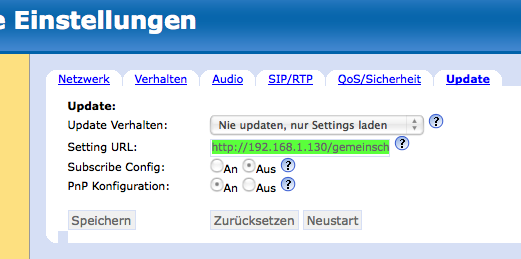 e Einstellungen
Netzwerk Verhalten Audio SIP/RTP QoS/Sicherheit Update
Update:
Update Verhalten: Nie updaten, nur Settings laden ?
Setting URL: http://192.168.1.130/gemeinsch ?
Subscribe Config: An Aus ?
PnP Konfiguration: An Aus ?
Speichern Zurücksetzen Neustart